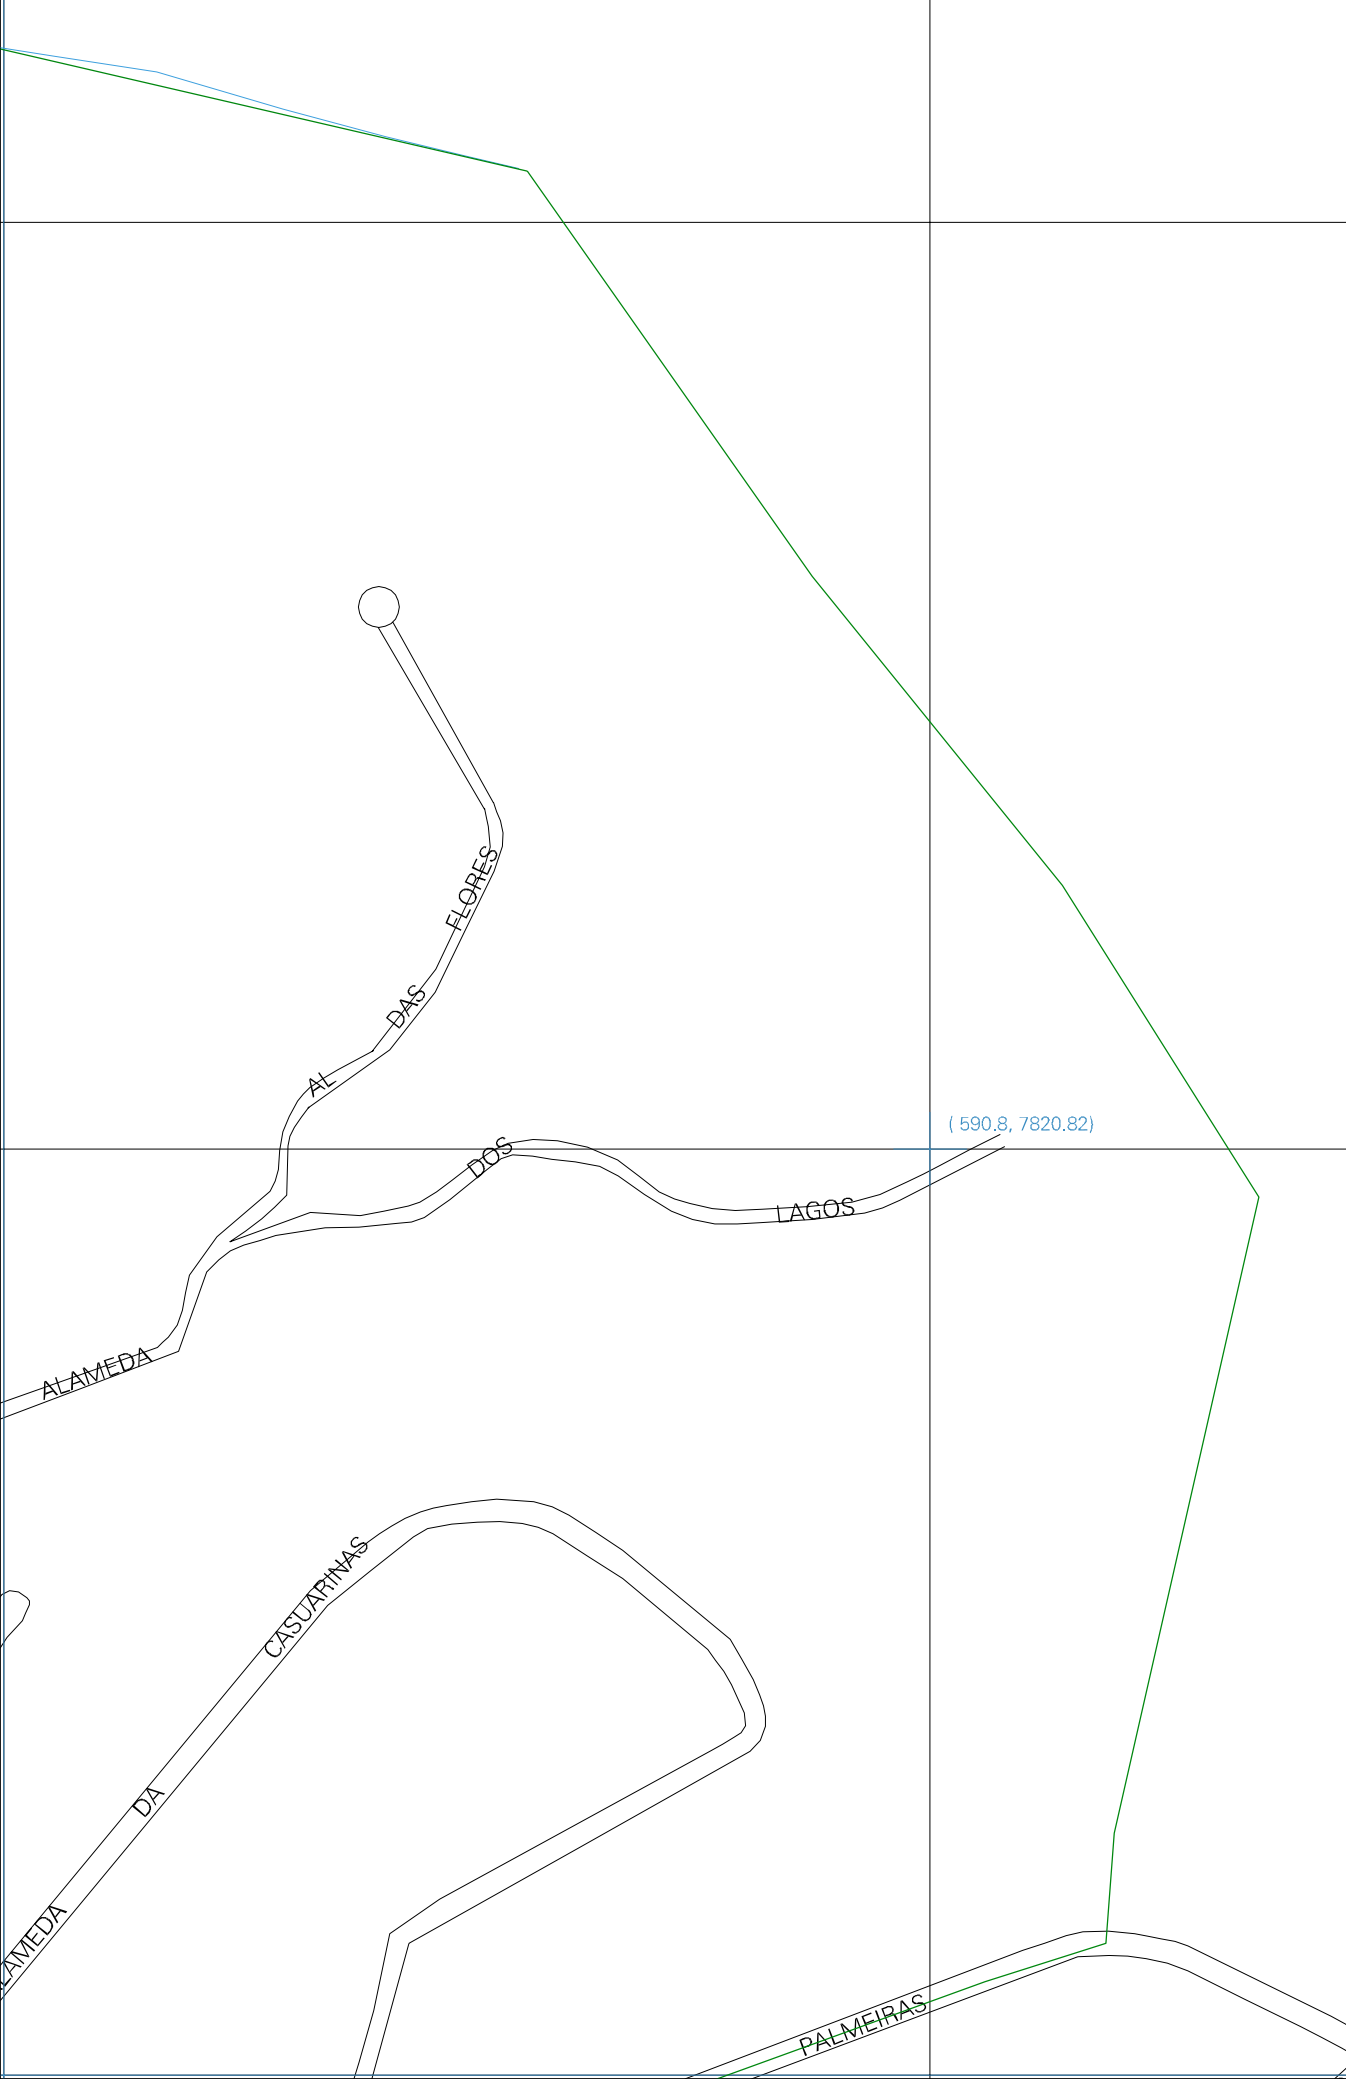 FLORES
DAS
AL
( 590.8, 7820.82)
DOS
LAGOS
ALAMEDA
CASUARINAS
DA
LAMEDA
PALMEIRAS